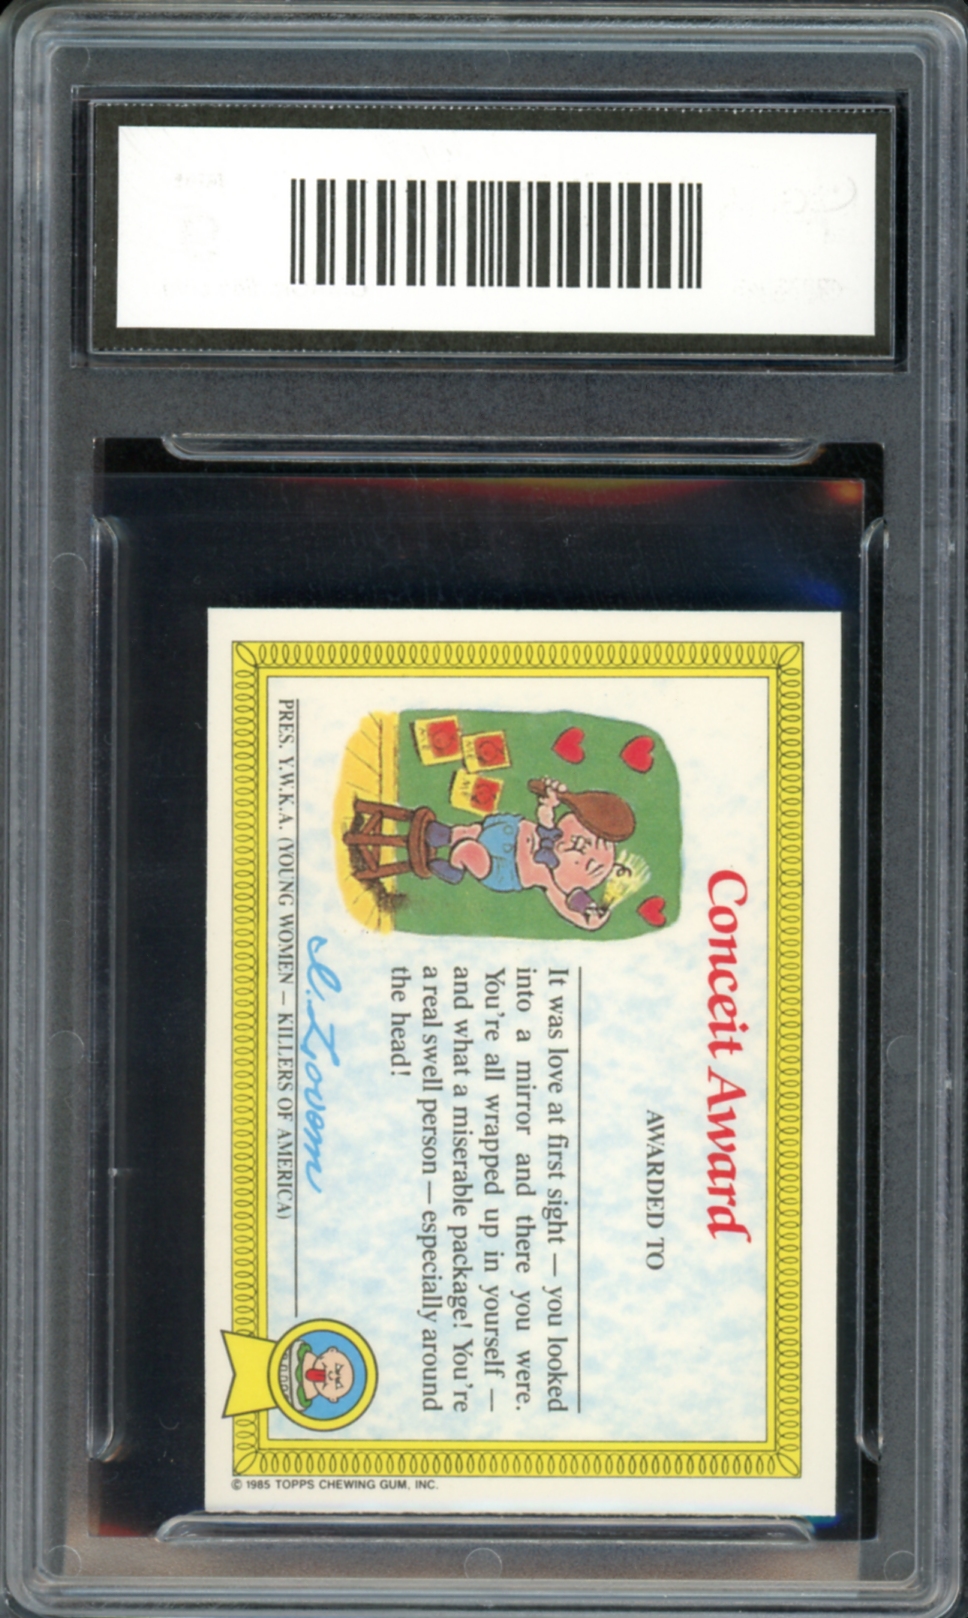 Conceit Award
AWARDED TO
It was love at first sight — you looked
into a mirror and there you were.
You're all wrapped up in yourself —
and what a miserable package! You're
a real swell person — especially around
the head!
PRES. Y.W.K.A. (YOUNG WOMEN – KILLERS OF AMERICA)
© 1985 TOPPS CHEWING GUM, INC.